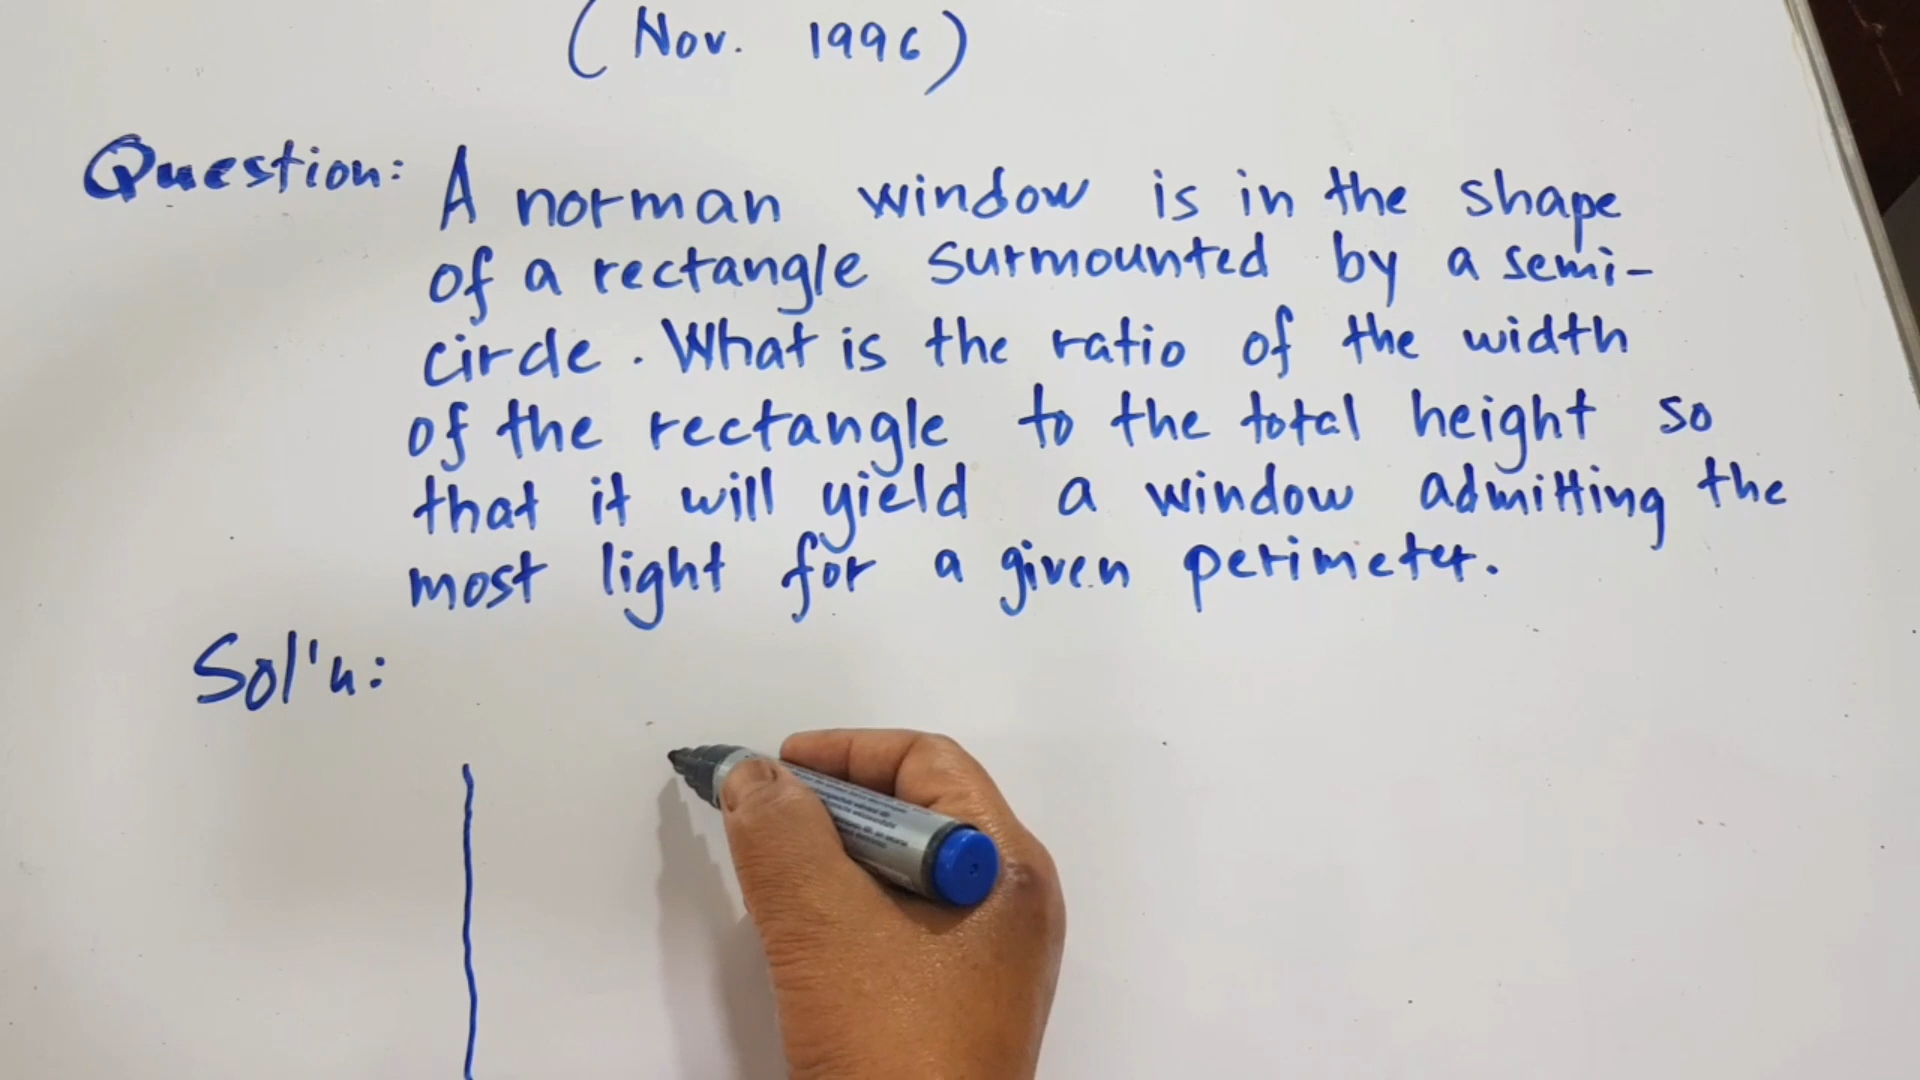 (Nov. 1996)
Question: A norman window is in the shape
of a rectangle surmounted by a semi-
circle. What is the ratio of the width
of the rectangle to the total height so
that it will yield a window admitting the
most light for a given perimeter.
Sol'n: